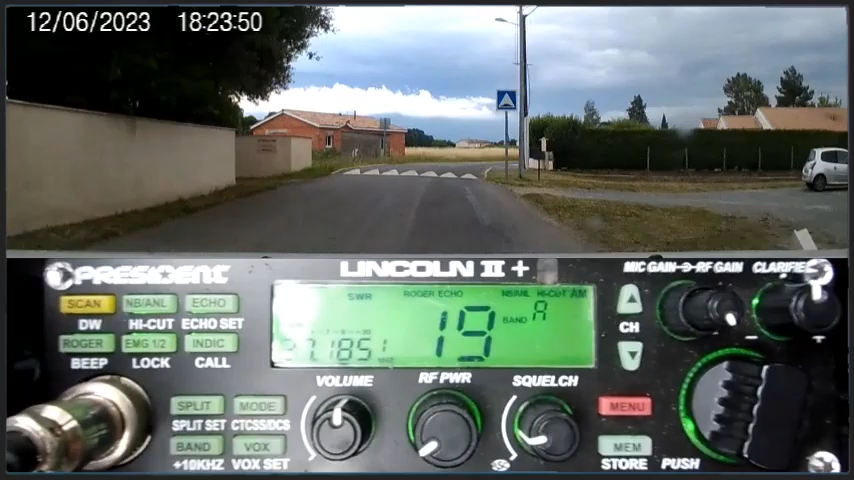 12/06/2023 18:23:50
PRESIDENT LINCOLN II + MIC GAIN RF GAIN CLARIFIER
SCAN NB/ANL ECHO
DW HI-CUT ECHO SET
ROGER EMG 1/2 INDIC
BEEP LOCK CALL
SWR ROGER ECHO NB/ANL HI-CUT AM
BAND A
19
27.1851
CH
VOLUME RF PWR SQUELCH
SPLIT MODE
SPLIT SET CTCSS/DCS
BAND VOX
+10KHZ VOX SET
MENU
MEM
STORE PUSH
- +